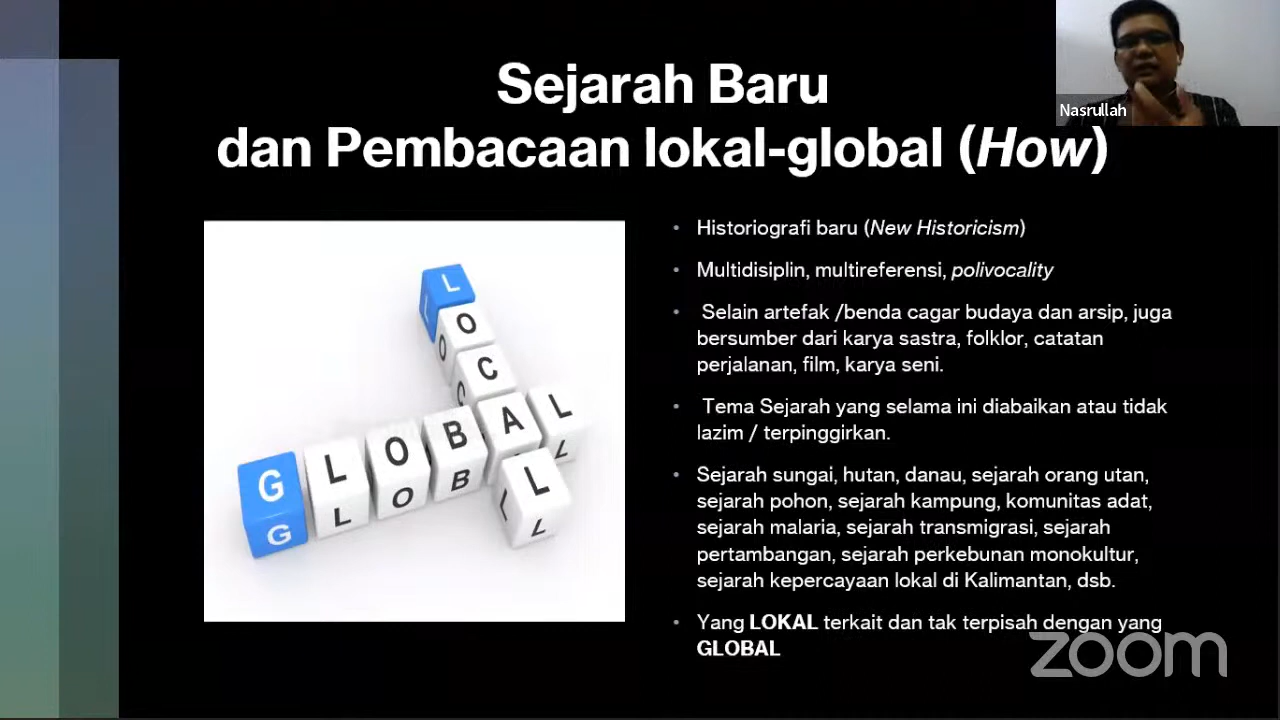 Sejarah Baru
dan Pembacaan lokal-global (How)
Nasrullah
LOCAL
GLOBAL
• Historiografi baru (New Historicism)
• Multidisiplin, multireferensi, polivocality
• Selain artefak /benda cagar budaya dan arsip, juga
bersumber dari karya sastra, folklor, catatan
perjalanan, film, karya seni.
• Tema Sejarah yang selama ini diabaikan atau tidak
lazim / terpinggirkan.
• Sejarah sungai, hutan, danau, sejarah orang utan,
sejarah pohon, sejarah kampung, komunitas adat,
sejarah malaria, sejarah transmigrasi, sejarah
pertambangan, sejarah perkebunan monokultur,
sejarah kepercayaan lokal di Kalimantan, dsb.
• Yang LOKAL terkait dan tak terpisah dengan yang
GLOBAL
zoom